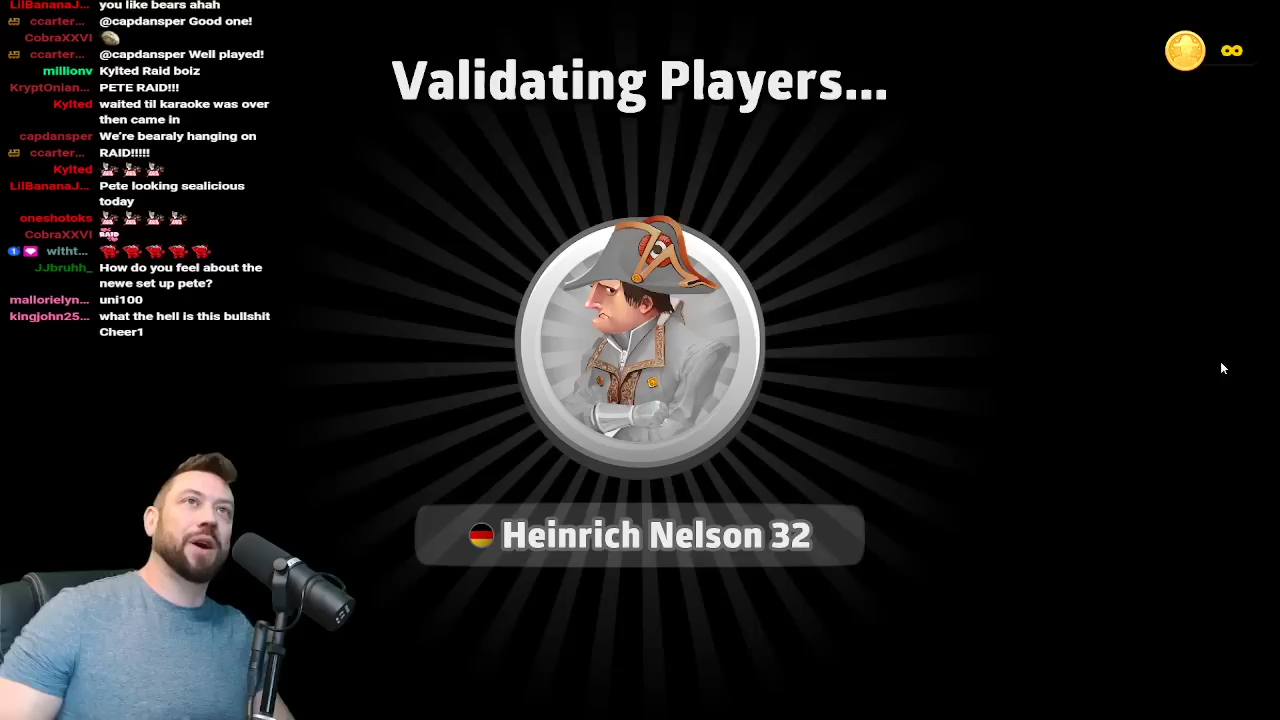 LilBananaJ... you like bears ahah
ccarter... @capdansper Good one!
CobraXXVI
ccarter... @capdansper Well played!
millionv Kylted Raid boiz
KryptOnian... PETE RAID!!!
Kylted waited til karaoke was over
then came in
capdansper We're bearaly hanging on
ccarter... RAID!!!!!
Kylted
LilBananaJ... Pete looking sealicious
today
oneshotoks
CobraXXVI RAID
witht...
JJbruhh_ How do you feel about the
newe set up pete?
mallorielyn... uni100
kingjohn25... what the hell is this bullshit
Cheer1
Validating Players...
∞
Heinrich Nelson 32